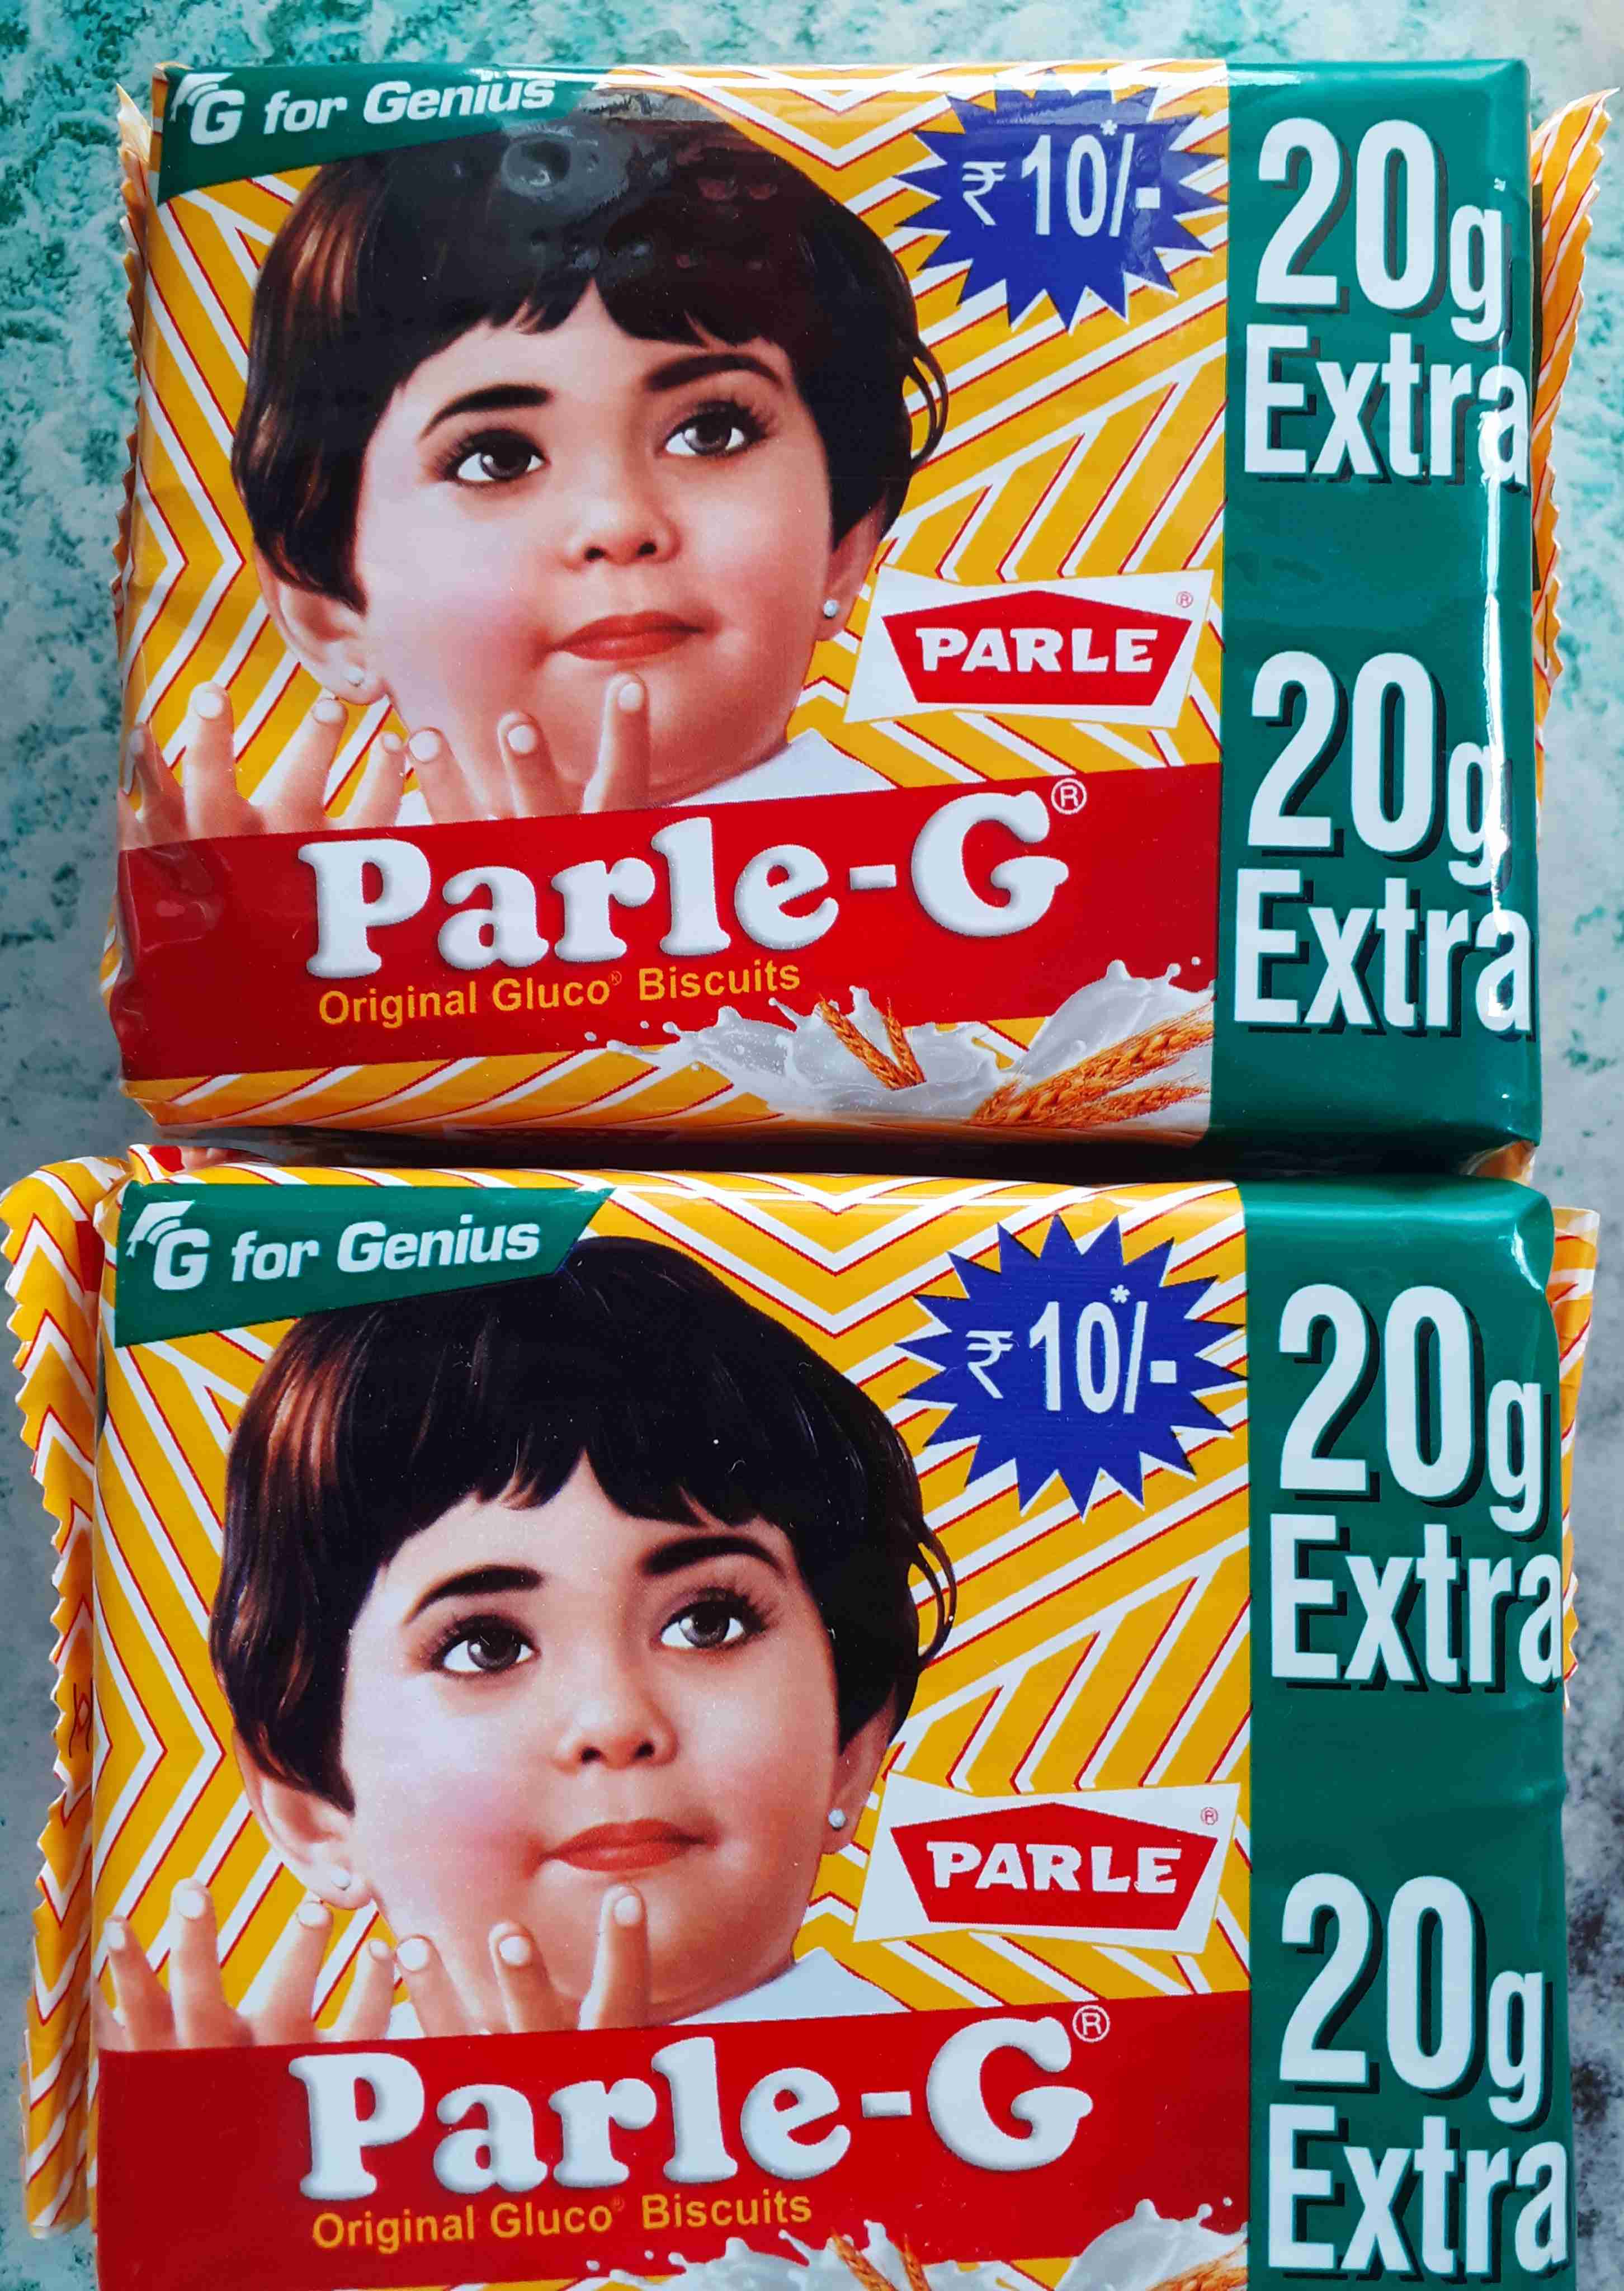 G for Genius
₹10*/-
20g
Extra
PARLE®
20g
Extra
Parle-G®
Original Gluco® Biscuits
G for Genius
₹10*/-
20g
Extra
PARLE®
20g
Extra
Parle-G®
Original Gluco® Biscuits